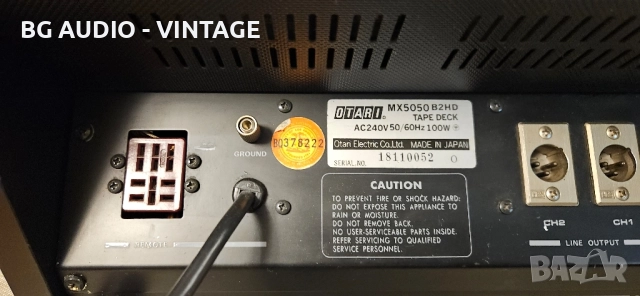 BG AUDIO - VINTAGE
OTARI® MX5050 B2HD
TAPE DECK
AC240V 50/60Hz 100W
Otari Electric Co., Ltd. MADE IN JAPAN
SERIAL NO. 18110052
B0378222
GROUND
CAUTION
TO PREVENT FIRE OR SHOCK HAZARD:
DO NOT EXPOSE THIS APPLIANCE TO
RAIN OR MOISTURE.
DO NOT REMOVE BACK.
NO USER-SERVICEABLE PARTS INSIDE.
REFER SERVICING TO QUALIFIED
SERVICE PERSONNEL.
CH2
CH1
LINE OUTPUT
BAZAR